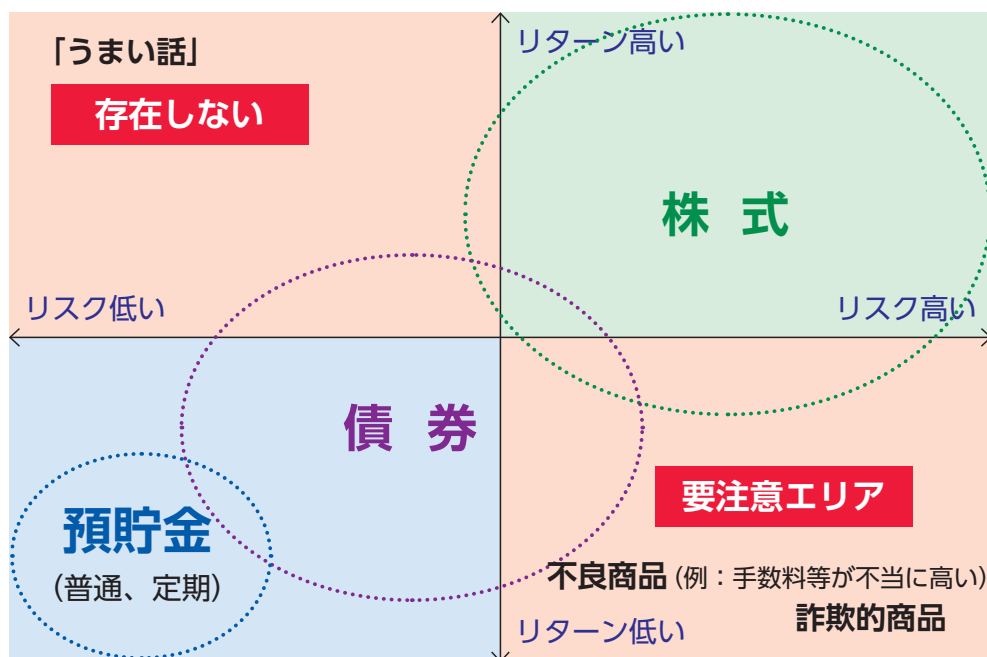 「うまい話」
存在しない
リターン高い
株 式
リスク低い
リスク高い
債 券
預貯金
(普通、定期)
要注意エリア
不良商品 (例：手数料等が不当に高い)
詐欺的商品
リターン低い